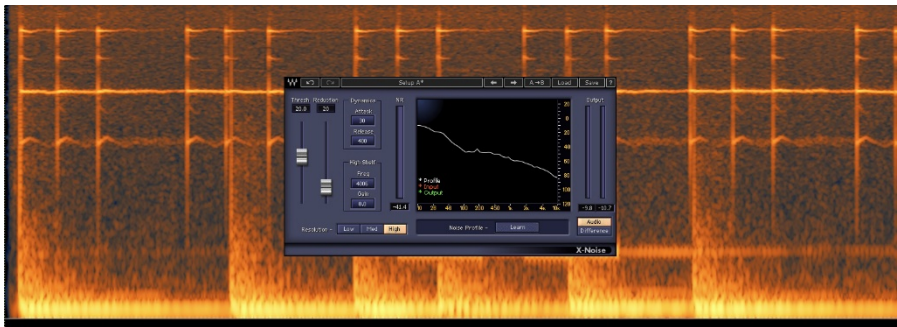 Setup A*
A→B
Load
Save
?
Thresh Reduction
20.0 20
Dynamics
Attack
30
Release
400
High Shelf
Freq
4006
Gain
0.0
NR
-41.4
Profile
Input
Output
Output
-9.8 -10.7
Resolution -
Low Med High
Noise Profile -
Learn
Audio
Difference
X-Noise